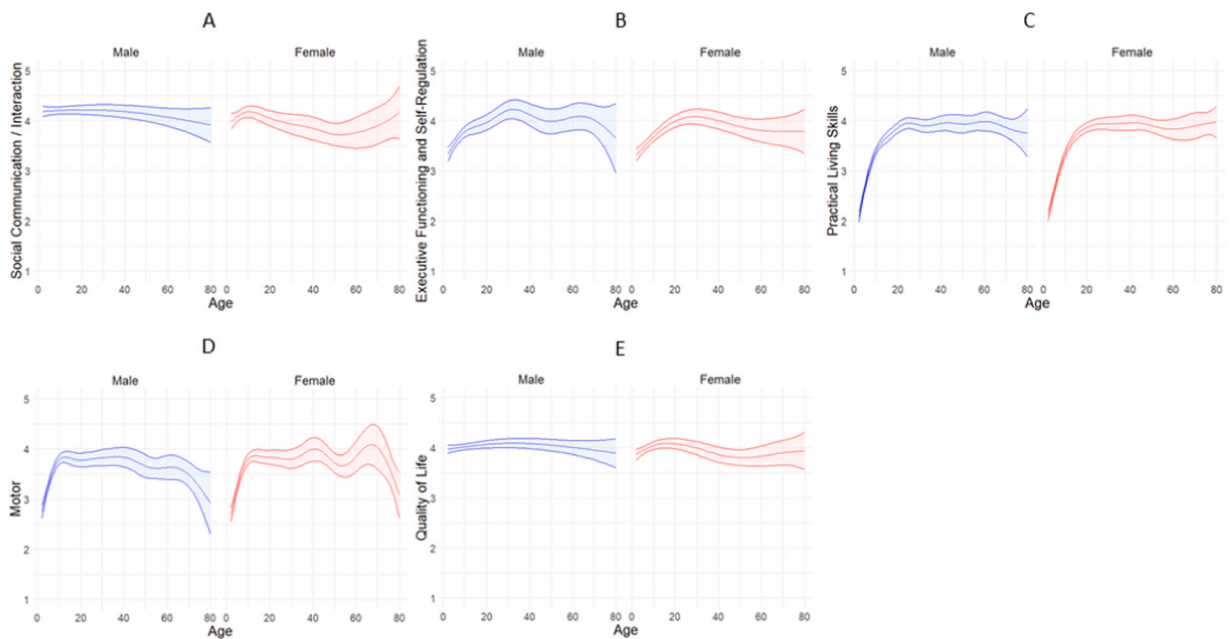 A
Male
Female
Social Communication / Interaction
5
4
3
2
1
0 20 40 60 80 0 20 40 60 80
Age
B
Male
Female
Executive Functioning and Self-Regulation
5
4
3
2
1
0 20 40 60 80 0 20 40 60 80
Age
C
Male
Female
Practical Living Skills
5
4
3
2
1
0 20 40 60 80 0 20 40 60 80
Age
D
Male
Female
Motor
5
4
3
2
1
0 20 40 60 80 0 20 40 60 80
Age
E
Male
Female
Quality of Life
5
4
3
2
1
0 20 40 60 80 0 20 40 60 80
Age